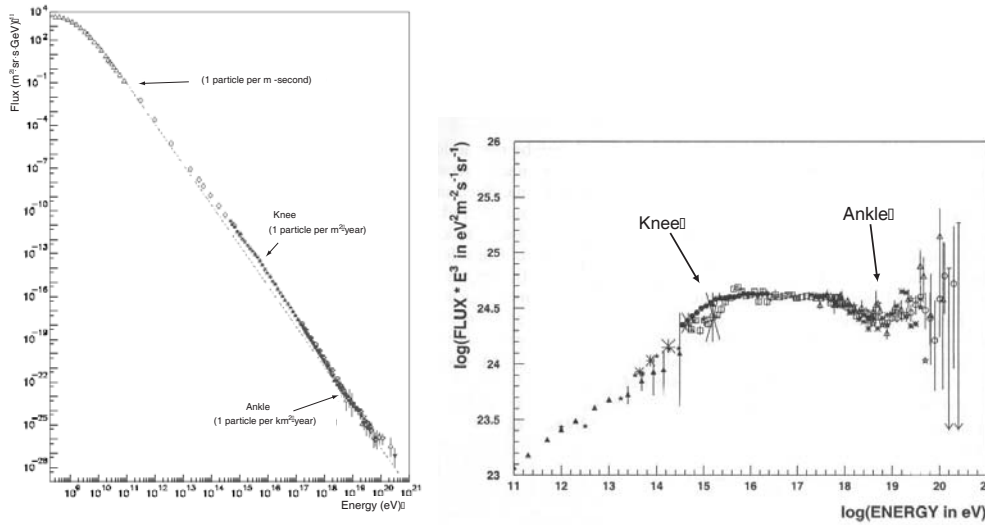 Flux (m² sr s GeV)⁻¹
10⁴
10²
10⁻¹
10⁻⁴
10⁻⁷
10⁻¹⁰
10⁻¹³
10⁻¹⁶
10⁻¹⁹
10⁻²²
10⁻²⁵
10⁻²⁸
(1 particle per m -second)
Knee
(1 particle per m² year)
Ankle
(1 particle per km² year)
10⁹ 10¹⁰ 10¹¹ 10¹² 10¹³ 10¹⁴ 10¹⁵ 10¹⁶ 10¹⁷ 10¹⁸ 10¹⁹ 10²⁰ 10²¹
Energy (eV)
log(FLUX * E³) in eV²m⁻²s⁻¹sr⁻¹
26
25.5
25
24.5
24
23.5
23
Knee
Ankle
11 12 13 14 15 16 17 18 19 20 21
log(ENERGY in eV)